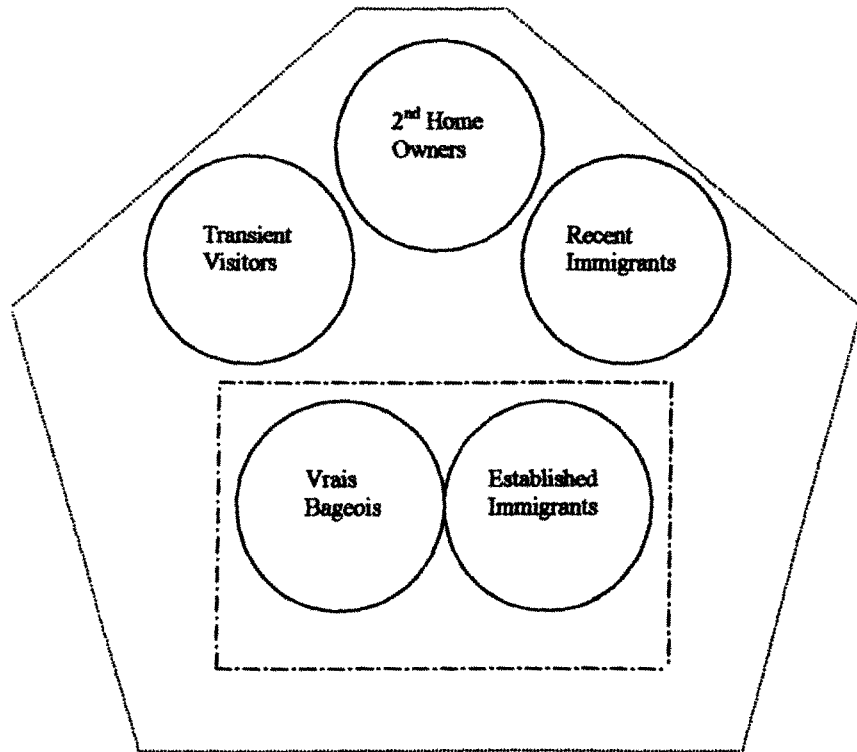 2nd Home
Owners
Transient
Visitors
Recent
Immigrants
Vrais
Bageois
Established
Immigrants